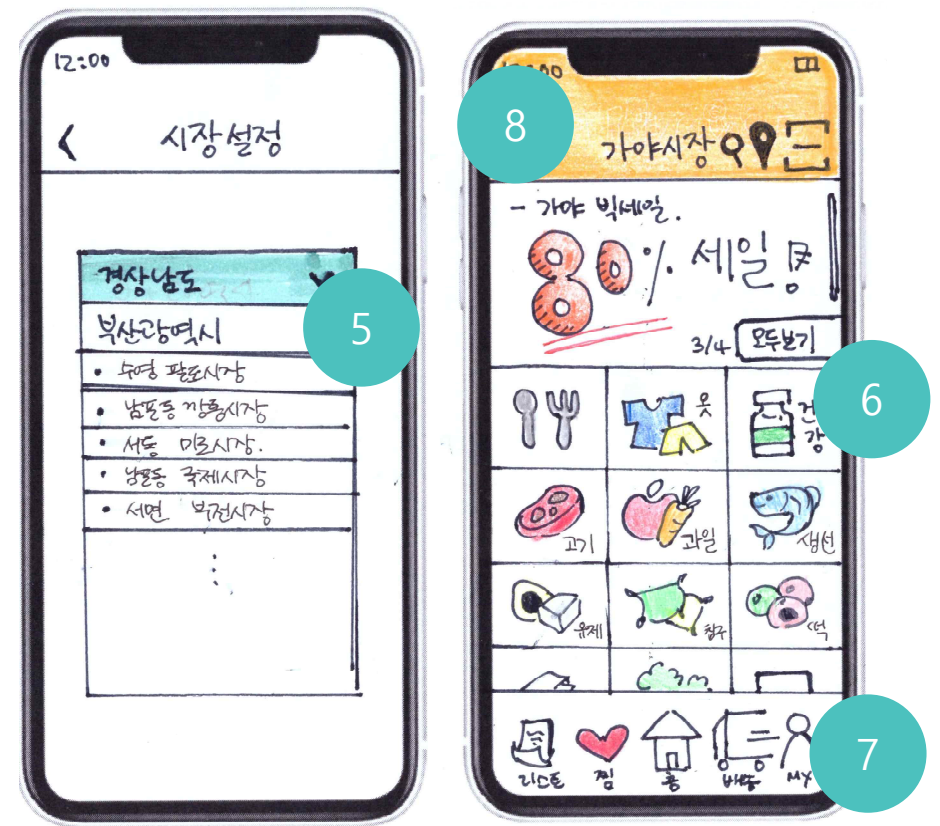 12:00
시장설정
경상남도
부산광역시
5
• 수영 팔도시장
• 남포동 깡통시장
• 서동 미로시장.
• 남포동 국제시장
• 서면 부전시장
8
가야시장
- 가야 빅세일.
80% 세일
3/4 모두보기
옷
건강
6
고기
과일
생선
유제
침구
떡
리스트
찜
홈
배송
MY
7